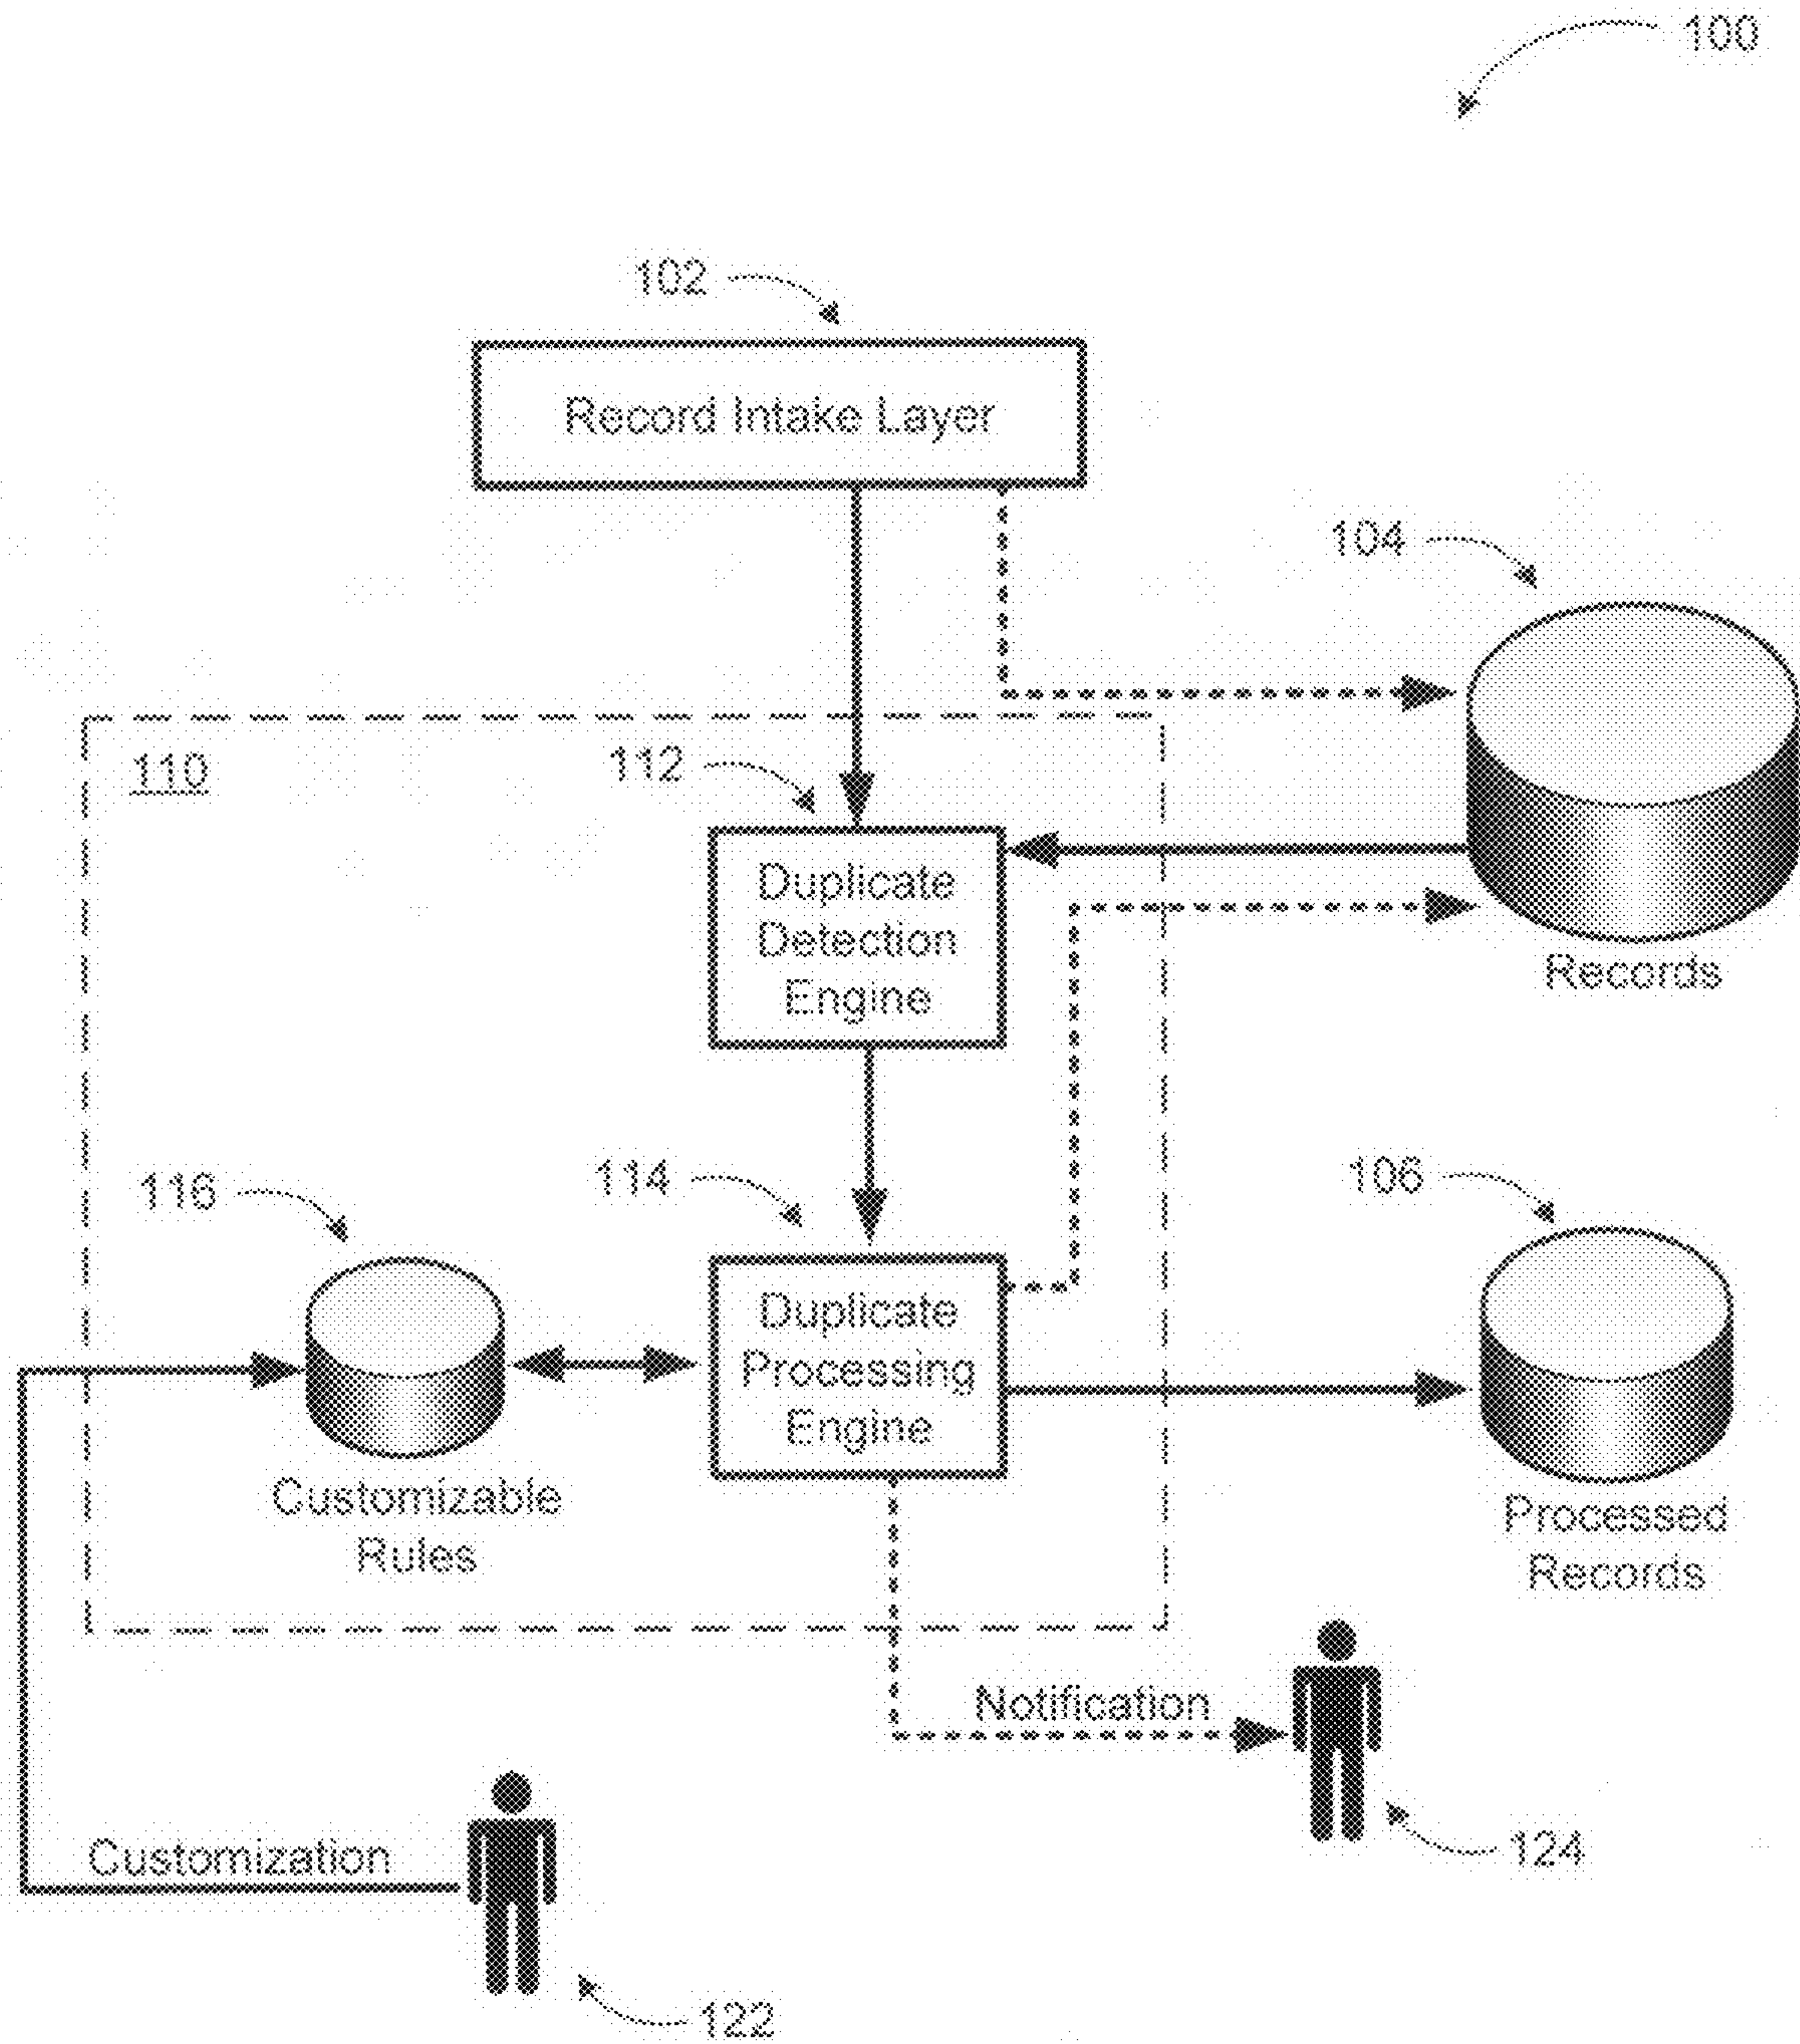 100
102
Record Intake Layer
104
110
112
Duplicate
Detection
Engine
Records
116
114
106
Duplicate
Processing
Engine
Customizable
Rules
Processed
Records
Notification
Customization
124
122